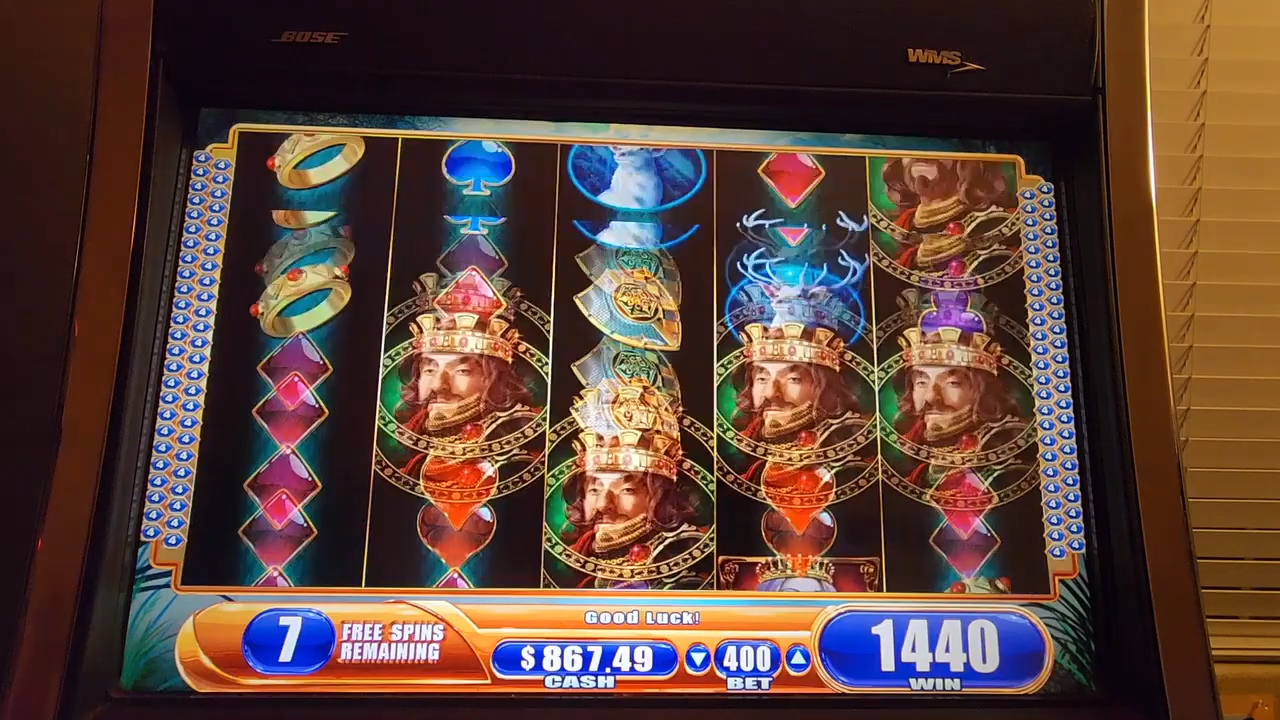 BOSE
WMS
Good Luck!
7
FREE SPINS
REMAINING
$867.49
CASH
400
BET
1440
WIN